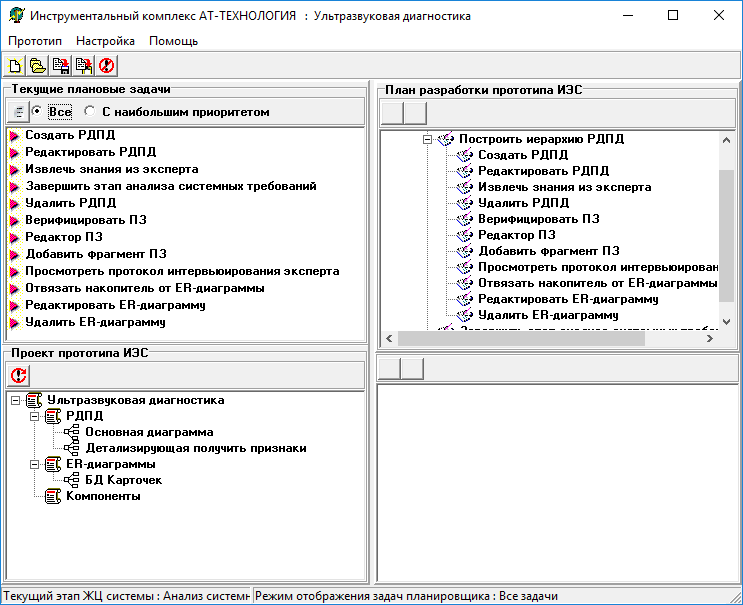 Инструментальный комплекс АТ-ТЕХНОЛОГИЯ : Ультразвуковая диагностика
Прототип Настройка Помощь
Текущие плановые задачи
Все С наибольшим приоритетом
Создать РДПД
Редактировать РДПД
Извлечь знания из эксперта
Завершить этап анализа системных требований
Удалить РДПД
Верифицировать ПЗ
Редактор ПЗ
Добавить фрагмент ПЗ
Просмотреть протокол интервьюирования эксперта
Отвязать накопитель от ER-диаграммы
Редактировать ER-диаграмму
Удалить ER-диаграмму
Проект прототипа ИЭС
Ультразвуковая диагностика
РДПД
Основная диаграмма
Детализирующая получить признаки
ER-диаграммы
БД Карточек
Компоненты
План разработки прототипа ИЭС
Построить иерархию РДПД
Создать РДПД
Редактировать РДПД
Извлечь знания из эксперта
Удалить РДПД
Верифицировать ПЗ
Редактор ПЗ
Добавить фрагмент ПЗ
Просмотреть протокол интервьюирован
Отвязать накопитель от ER-диаграммы
Редактировать ER-диаграмму
Удалить ER-диаграмму
Завершить этап анализа системных требо
Текущий этап ЖЦ системы : Анализ системн
Режим отображения задач планировщика : Все задачи